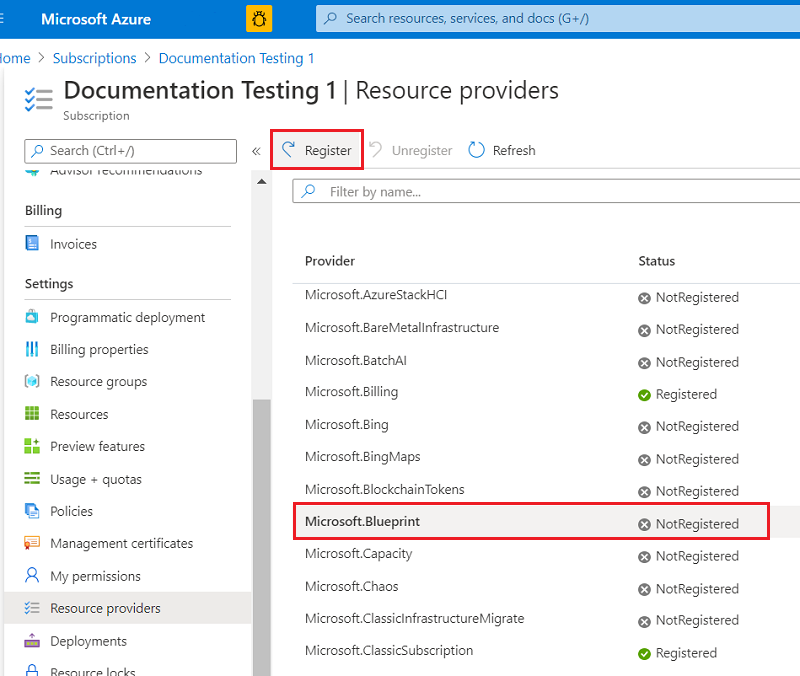 Microsoft Azure
Search resources, services, and docs (G+/)
Home > Subscriptions > Documentation Testing 1
Documentation Testing 1 | Resource providers
Subscription
Search (Ctrl+/)
«
Register
Unregister
Refresh
Advisor recommendations
Billing
Invoices
Settings
Programmatic deployment
Billing properties
Resource groups
Resources
Preview features
Usage + quotas
Policies
Management certificates
My permissions
Resource providers
Deployments
Resource locks
Filter by name...
Provider Status
Microsoft.AzureStackHCI NotRegistered
Microsoft.BareMetalInfrastructure NotRegistered
Microsoft.BatchAI NotRegistered
Microsoft.Billing Registered
Microsoft.Bing NotRegistered
Microsoft.BingMaps NotRegistered
Microsoft.BlockchainTokens NotRegistered
Microsoft.Blueprint NotRegistered
Microsoft.Capacity NotRegistered
Microsoft.Chaos NotRegistered
Microsoft.ClassicInfrastructureMigrate NotRegistered
Microsoft.ClassicSubscription Registered